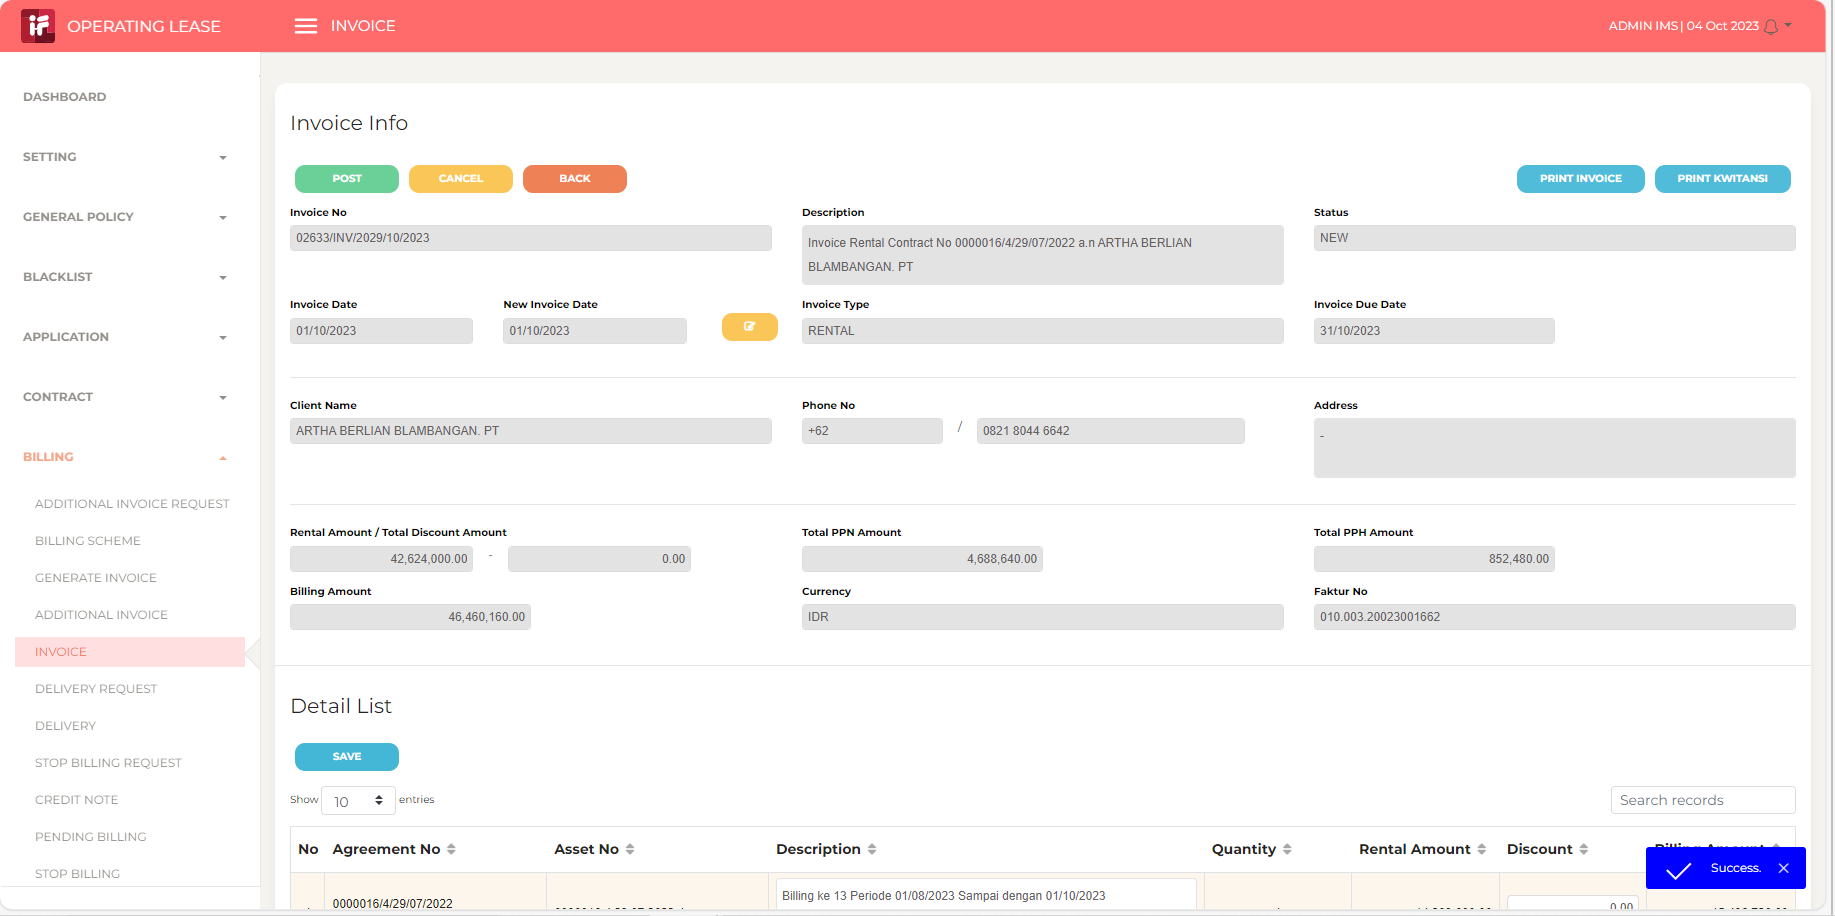 iF OPERATING LEASE
INVOICE
ADMIN IMS | 04 Oct 2023
DASHBOARD
SETTING
GENERAL POLICY
BLACKLIST
APPLICATION
CONTRACT
BILLING
ADDITIONAL INVOICE REQUEST
BILLING SCHEME
GENERATE INVOICE
ADDITIONAL INVOICE
INVOICE
DELIVERY REQUEST
DELIVERY
STOP BILLING REQUEST
CREDIT NOTE
PENDING BILLING
STOP BILLING
Invoice Info
POST CANCEL BACK PRINT INVOICE PRINT KWITANSI
Invoice No Description Status
02633/INV/2029/10/2023
Invoice Rental Contract No 0000016/4/29/07/2022 a.n ARTHA BERLIAN
BLAMBANGAN. PT
NEW
Invoice Date New Invoice Date Invoice Type Invoice Due Date
01/10/2023 01/10/2023 RENTAL 31/10/2023
Client Name Phone No Address
ARTHA BERLIAN BLAMBANGAN. PT +62 / 0821 8044 6642 -
Rental Amount / Total Discount Amount Total PPN Amount Total PPH Amount
42,624,000.00 - 0.00 4,688,640.00 852,480.00
Billing Amount Currency Faktur No
46,460,160.00 IDR 010.003.20023001662
Detail List
SAVE
Show 10 entries Search records
No Agreement No Asset No Description Quantity Rental Amount Discount
Success.
Billing ke 13 Periode 01/08/2023 Sampai dengan 01/10/2023
0000016/4/29/07/2022
0.00